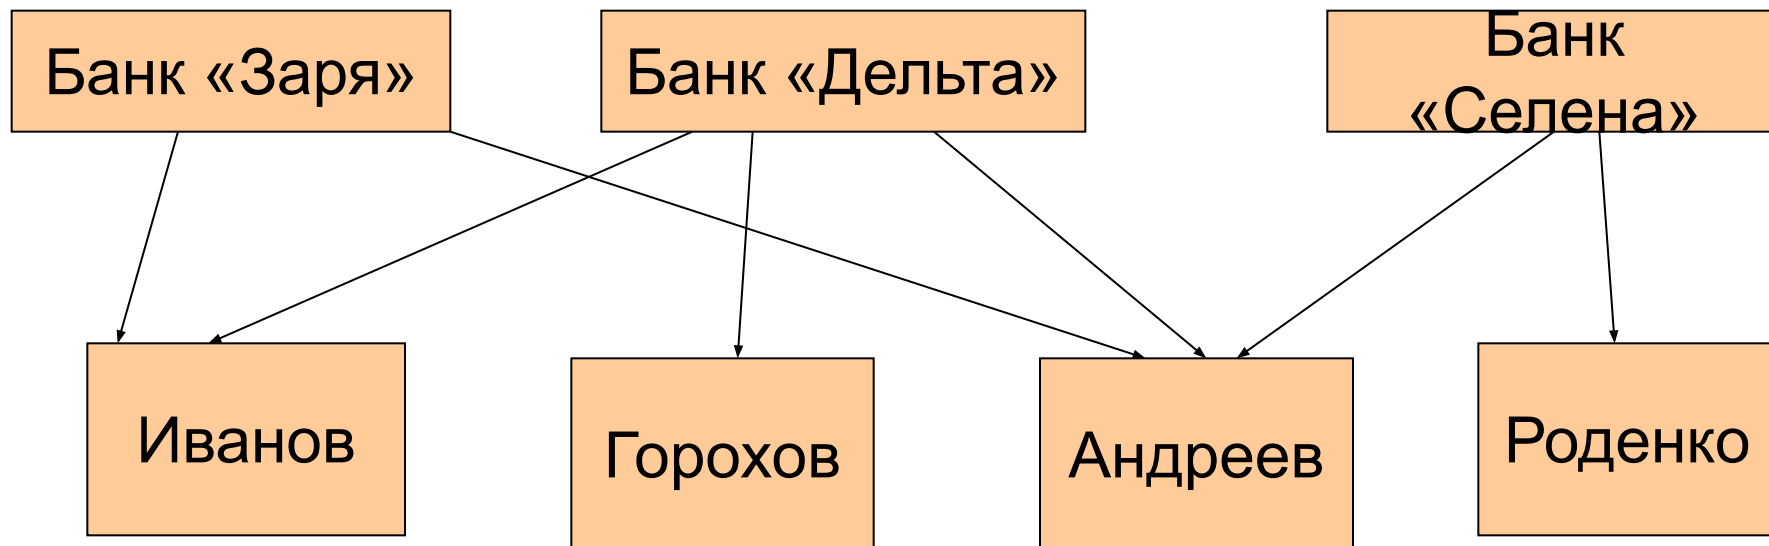 Банк «Заря»
Банк «Дельта»
Банк
«Селена»
Иванов
Горохов
Андреев
Роденко